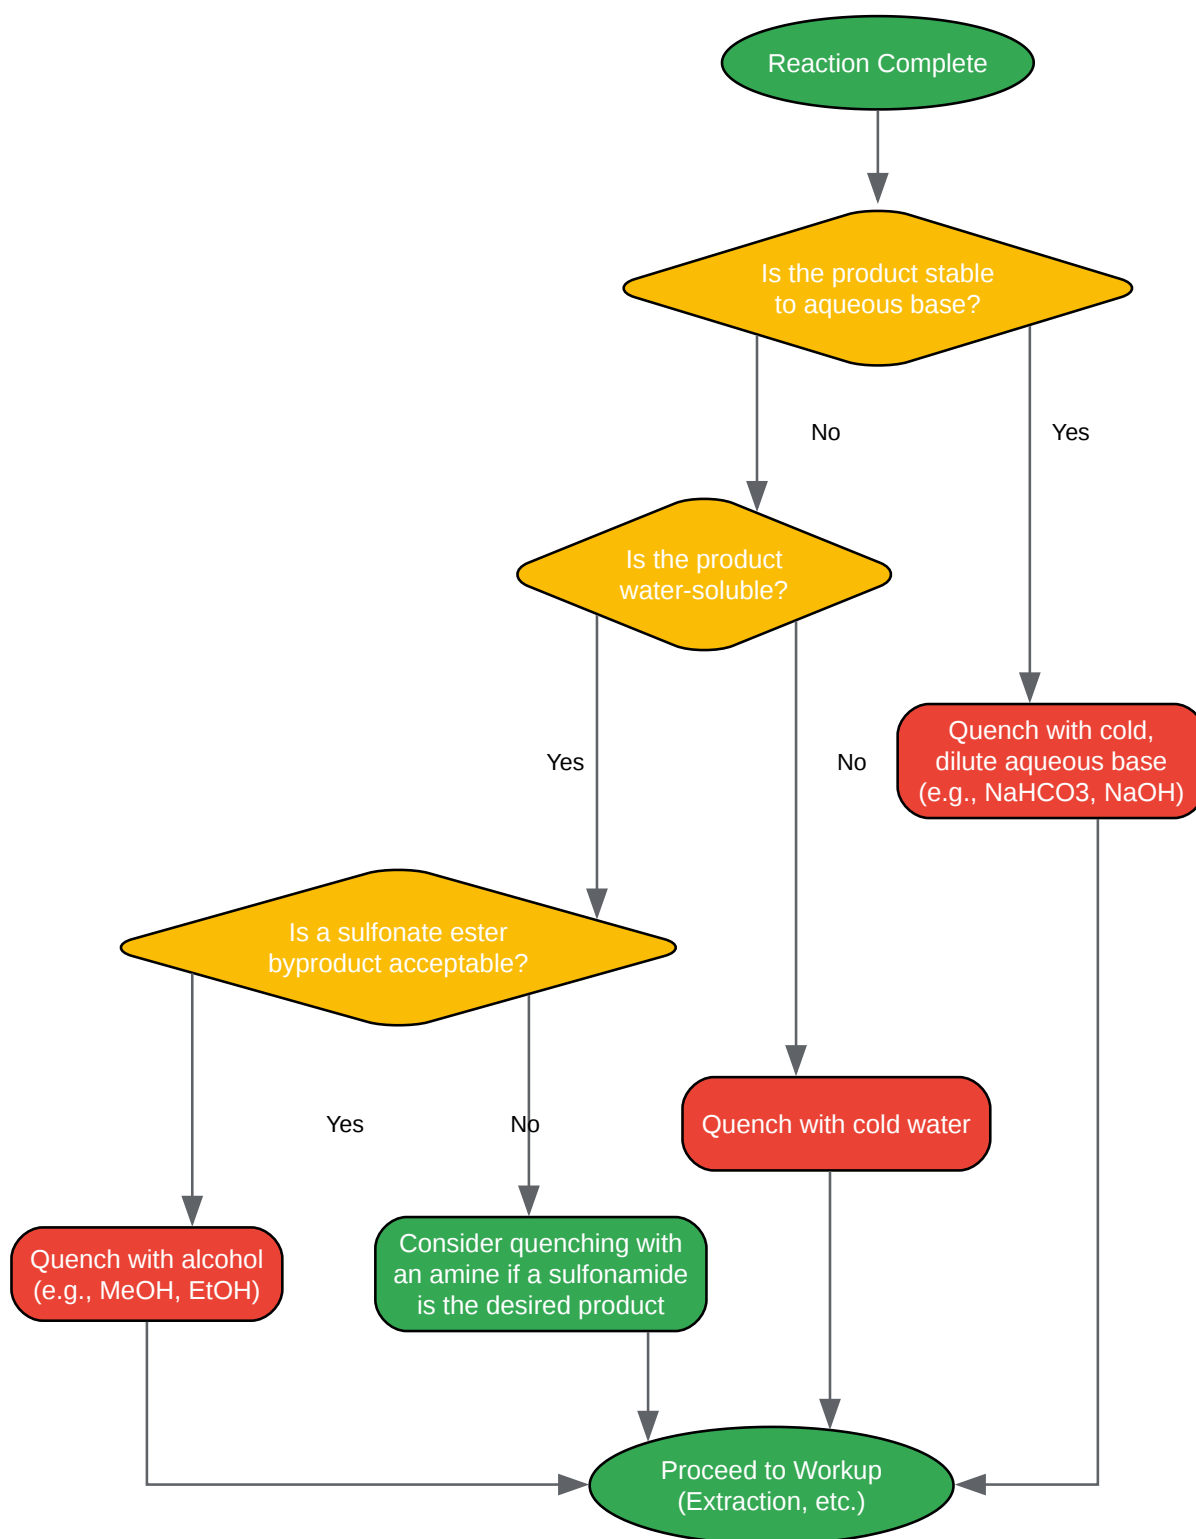 Reaction Complete
Is the product stable
to aqueous base?
No
Yes
Is the product
water-soluble?
Quench with cold,
dilute aqueous base
(e.g., NaHCO3, NaOH)
Yes
No
Is a sulfonate ester
byproduct acceptable?
Yes
No
Quench with cold water
Quench with alcohol
(e.g., MeOH, EtOH)
Consider quenching with
an amine if a sulfonamide
is the desired product
Proceed to Workup
(Extraction, etc.)